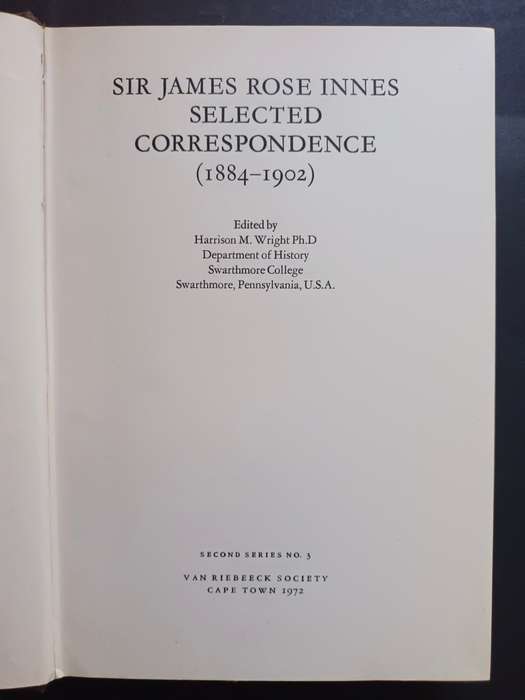 SIR JAMES ROSE INNES
SELECTED
CORRESPONDENCE
(1884–1902)
Edited by
Harrison M. Wright Ph.D
Department of History
Swarthmore College
Swarthmore, Pennsylvania, U.S.A.
SECOND SERIES NO. 3
VAN RIEBEECK SOCIETY
CAPE TOWN 1972